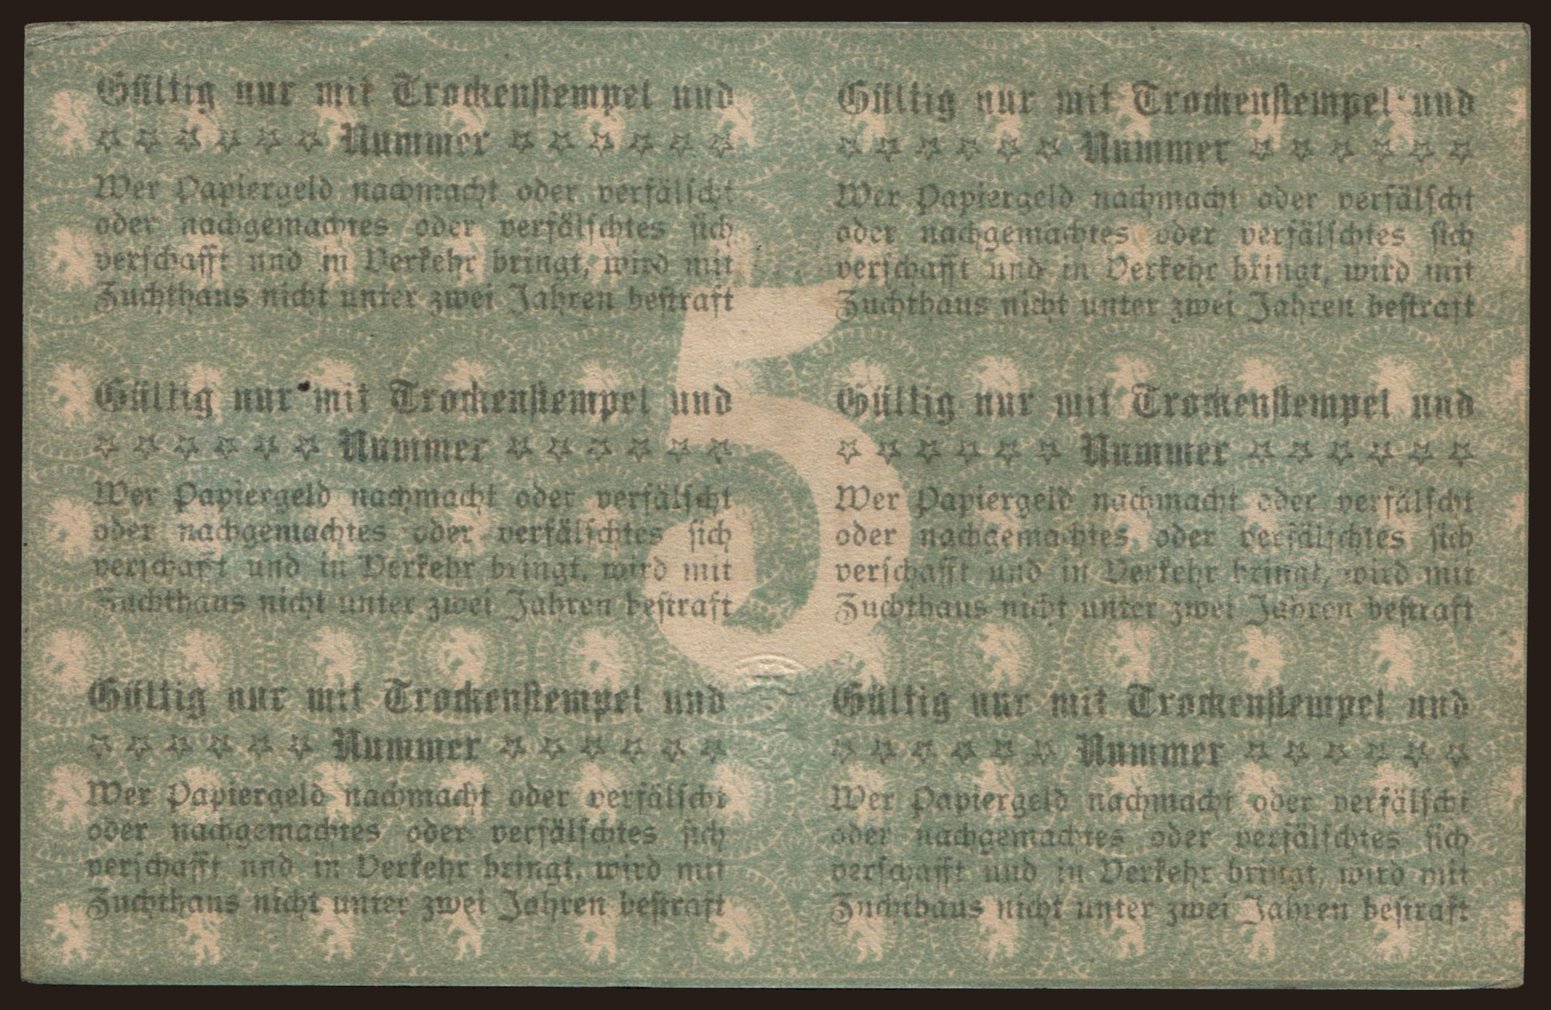 Gültig nur mit Trockenstempel und
☆ ☆ ☆ ☆ ☆ ☆ Nummer ☆ ☆ ☆ ☆ ☆ ☆
Wer Papiergeld nachmacht oder verfälscht
oder nachgemachtes oder verfälschtes sich
verschafft und in Verkehr bringt, wird mit
Zuchthaus nicht unter zwei Jahren bestraft
Gültig nur mit Trockenstempel und
☆ ☆ ☆ ☆ ☆ ☆ Nummer ☆ ☆ ☆ ☆ ☆ ☆
Wer Papiergeld nachmacht oder verfälscht
oder nachgemachtes oder verfälschtes sich
verschafft und in Verkehr bringt, wird mit
Zuchthaus nicht unter zwei Jahren bestraft
5
Gültig nur mit Trockenstempel und
☆ ☆ ☆ ☆ ☆ ☆ Nummer ☆ ☆ ☆ ☆ ☆ ☆
Wer Papiergeld nachmacht oder verfälscht
oder nachgemachtes oder verfälschtes sich
verschafft und in Verkehr bringt, wird mit
Zuchthaus nicht unter zwei Jahren bestraft
Gültig nur mit Trockenstempel und
☆ ☆ ☆ ☆ ☆ ☆ Nummer ☆ ☆ ☆ ☆ ☆ ☆
Wer Papiergeld nachmacht oder verfälscht
oder nachgemachtes oder verfälschtes sich
verschafft und in Verkehr bringt, wird mit
Zuchthaus nicht unter zwei Jahren bestraft
Gültig nur mit Trockenstempel und
☆ ☆ ☆ ☆ ☆ ☆ Nummer ☆ ☆ ☆ ☆ ☆ ☆
Wer Papiergeld nachmacht oder verfälscht
oder nachgemachtes oder verfälschtes sich
verschafft und in Verkehr bringt, wird mit
Zuchthaus nicht unter zwei Jahren bestraft
Gültig nur mit Trockenstempel und
☆ ☆ ☆ ☆ ☆ ☆ Nummer ☆ ☆ ☆ ☆ ☆ ☆
Wer Papiergeld nachmacht oder verfälscht
oder nachgemachtes oder verfälschtes sich
verschafft und in Verkehr bringt, wird mit
Zuchthaus nicht unter zwei Jahren bestraft